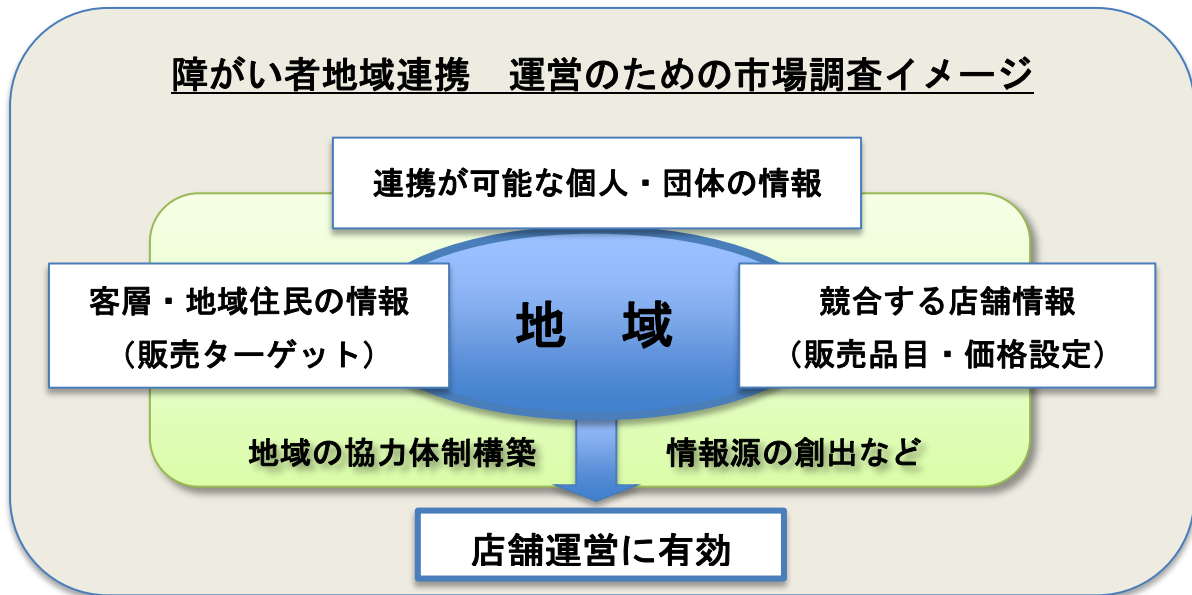 障がい者地域連携　運営のための市場調査イメージ
連携が可能な個人・団体の情報
客層・地域住民の情報
（販売ターゲット）
地　域
競合する店舗情報
（販売品目・価格設定）
地域の協力体制構築
情報源の創出など
店舗運営に有効